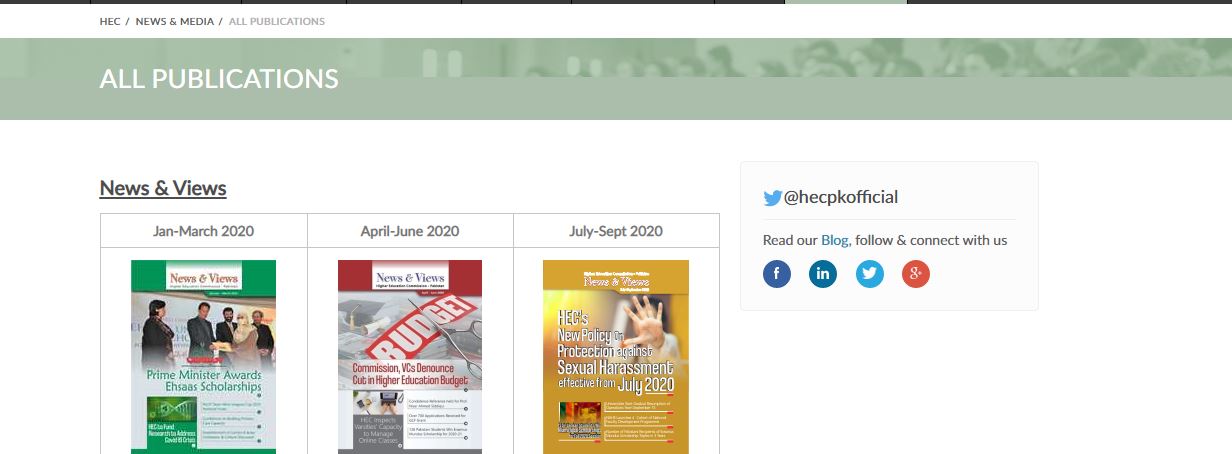 HEC / NEWS & MEDIA / ALL PUBLICATIONS
ALL PUBLICATIONS
News & Views
Jan-March 2020
April-June 2020
July-Sept 2020
News & Views
Higher Education Commission - Pakistan
Prime Minister Awards
Ehsaas Scholarships
HEC to Fund
Research to Address
Covid-19 Crisis
News & Views
Higher Education Commission - Pakistan
BUDGET
Commission, VCs Denounce
Cut in Higher Education Budget
HEC Inspects
Varsities' Capacity
to Manage
Online Classes
Higher Education Commission - Pakistan
News & Views
HEC's
New Policy on
Protection against
Sexual Harassment
effective from July 2020
@hecpkofficial
Read our Blog, follow & connect with us
f
in
g+